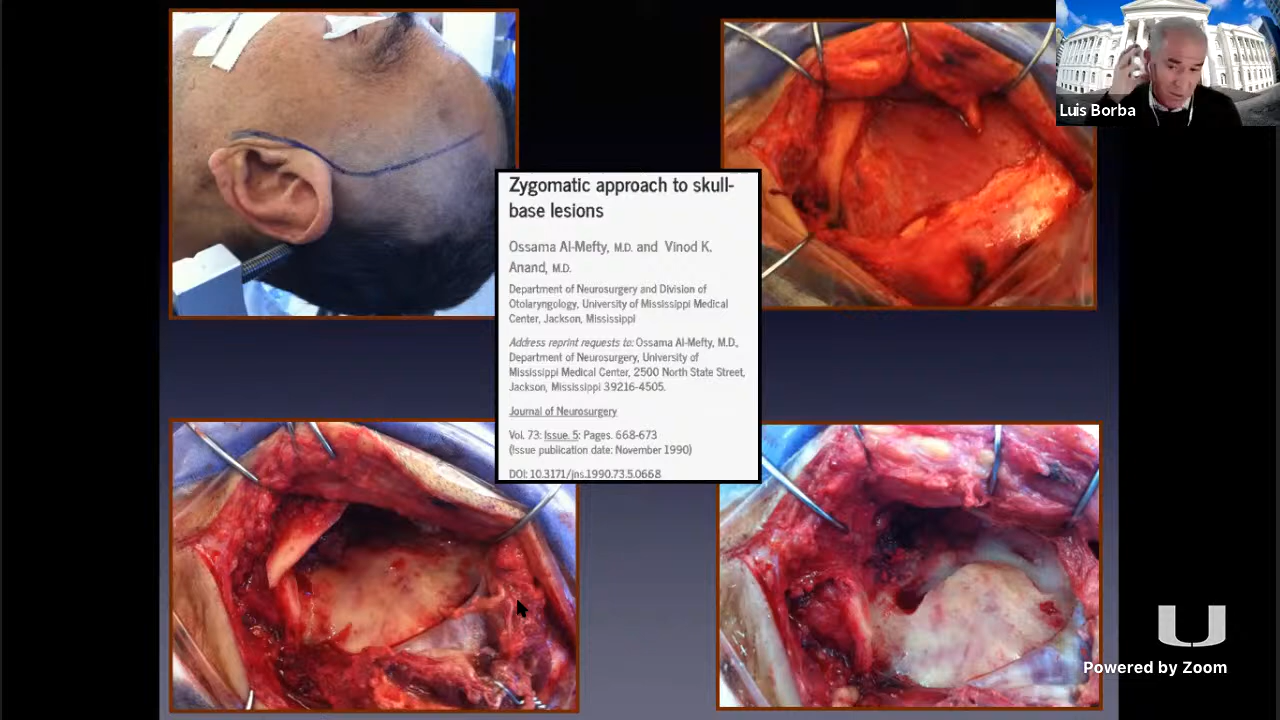 Luis Borba
Zygomatic approach to skull-
base lesions
Ossama Al-Mefty, M.D. and Vinod K.
Anand, M.D.
Department of Neurosurgery and Division of
Otolaryngology, University of Mississippi Medical
Center, Jackson, Mississippi
Address reprint requests to: Ossama Al-Mefty, M.D.,
Department of Neurosurgery, University of
Mississippi Medical Center, 2500 North State Street,
Jackson, Mississippi 39216-4505.
Journal of Neurosurgery
Vol. 73: Issue. 5: Pages. 668-673
(Issue publication date: November 1990)
DOI: 10.3171/jns.1990.73.5.0668
U
Powered by Zoom